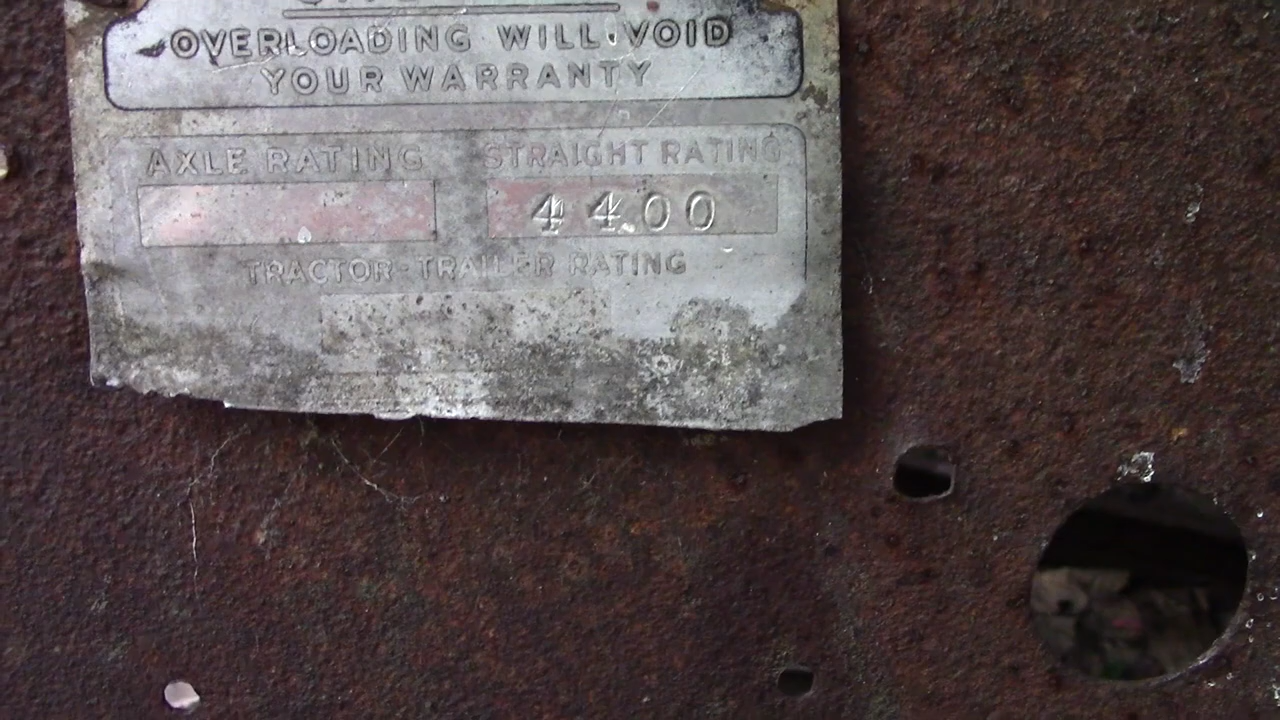 OVERLOADING WILL VOID
YOUR WARRANTY
AXLE RATING STRAIGHT RATING
4400
TRACTOR-TRAILER RATING